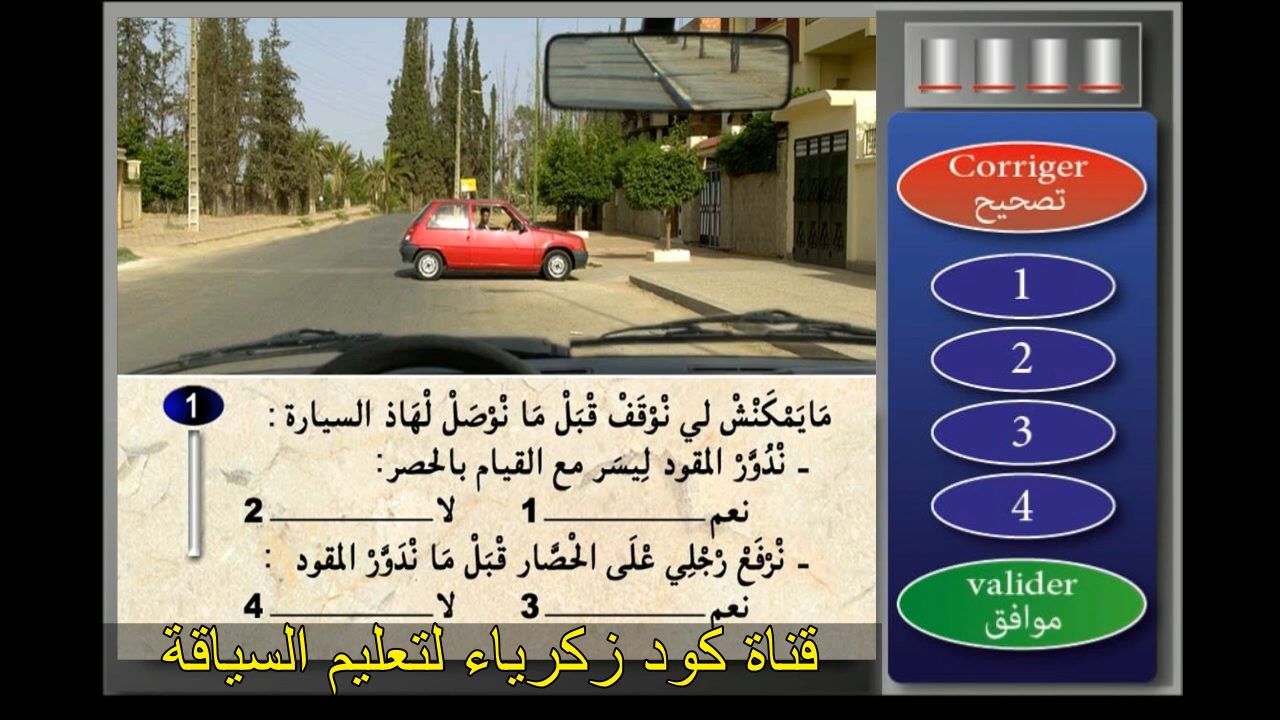 1
مَايَمْكَنْشْ لي نْوْقَفْ قْبَلْ مَا نْوْصَلْ لْهَاذ السيارة :
- نْدُوَّرْ المقود لِيسَر مع القيام بالحصر:
نعم 1 لا 2
- نْرْفَعْ رْجْلِي عْلَى الْحْصَّار قْبَلْ مَا نْدَوَّرْ المقود :
نعم 3 لا 4
قناة كود زكرياء لتعليم السياقة
Corriger
تصحيح
1
2
3
4
valider
موافق